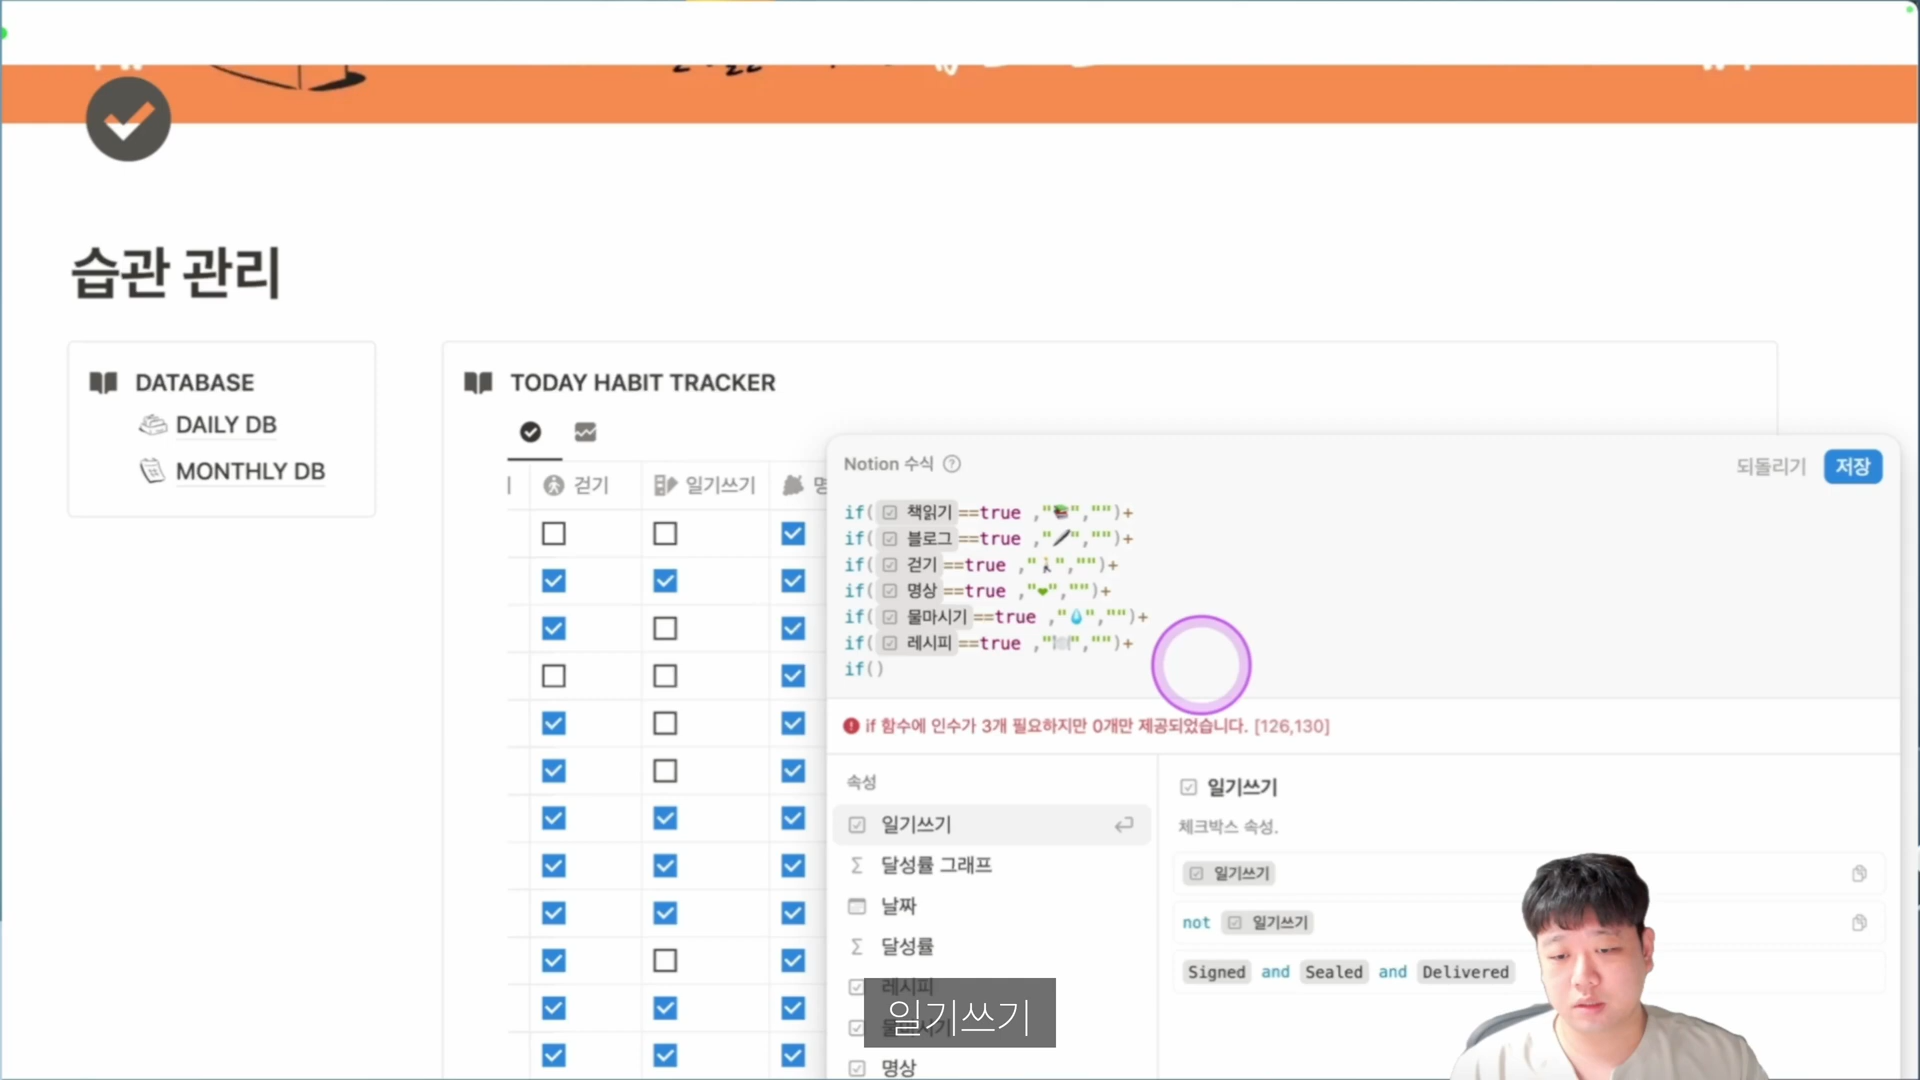 습관 관리
DATABASE
DAILY DB
MONTHLY DB
TODAY HABIT TRACKER
걷기 일기쓰기
Notion 수식
되돌리기 저장
if( 책읽기 ==true ,"📚","")+
if( 블로그 ==true ,"🖋","")+
if( 걷기 ==true ,"🚶","")+
if( 명상 ==true ,"💚","")+
if( 물마시기 ==true ,"💧","")+
if( 레시피 ==true ,"🍽️","")+
if()
if 함수에 인수가 3개 필요하지만 0개만 제공되었습니다. [126,130]
속성
일기쓰기
달성률 그래프
날짜
Σ 달성률
레시피
물마시기
명상
일기쓰기
체크박스 속성.
일기쓰기
not 일기쓰기
Signed and Sealed and Delivered
일기쓰기